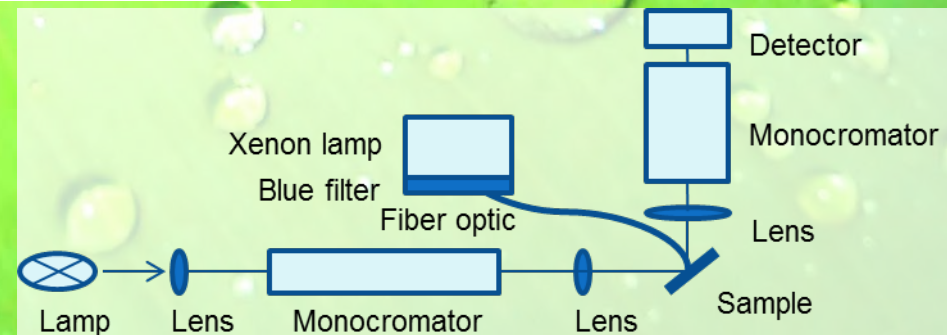 Detector
Monocromator
Xenon lamp
Blue filter
Fiber optic
Lens
Sample
Lamp
Lens
Monocromator
Lens